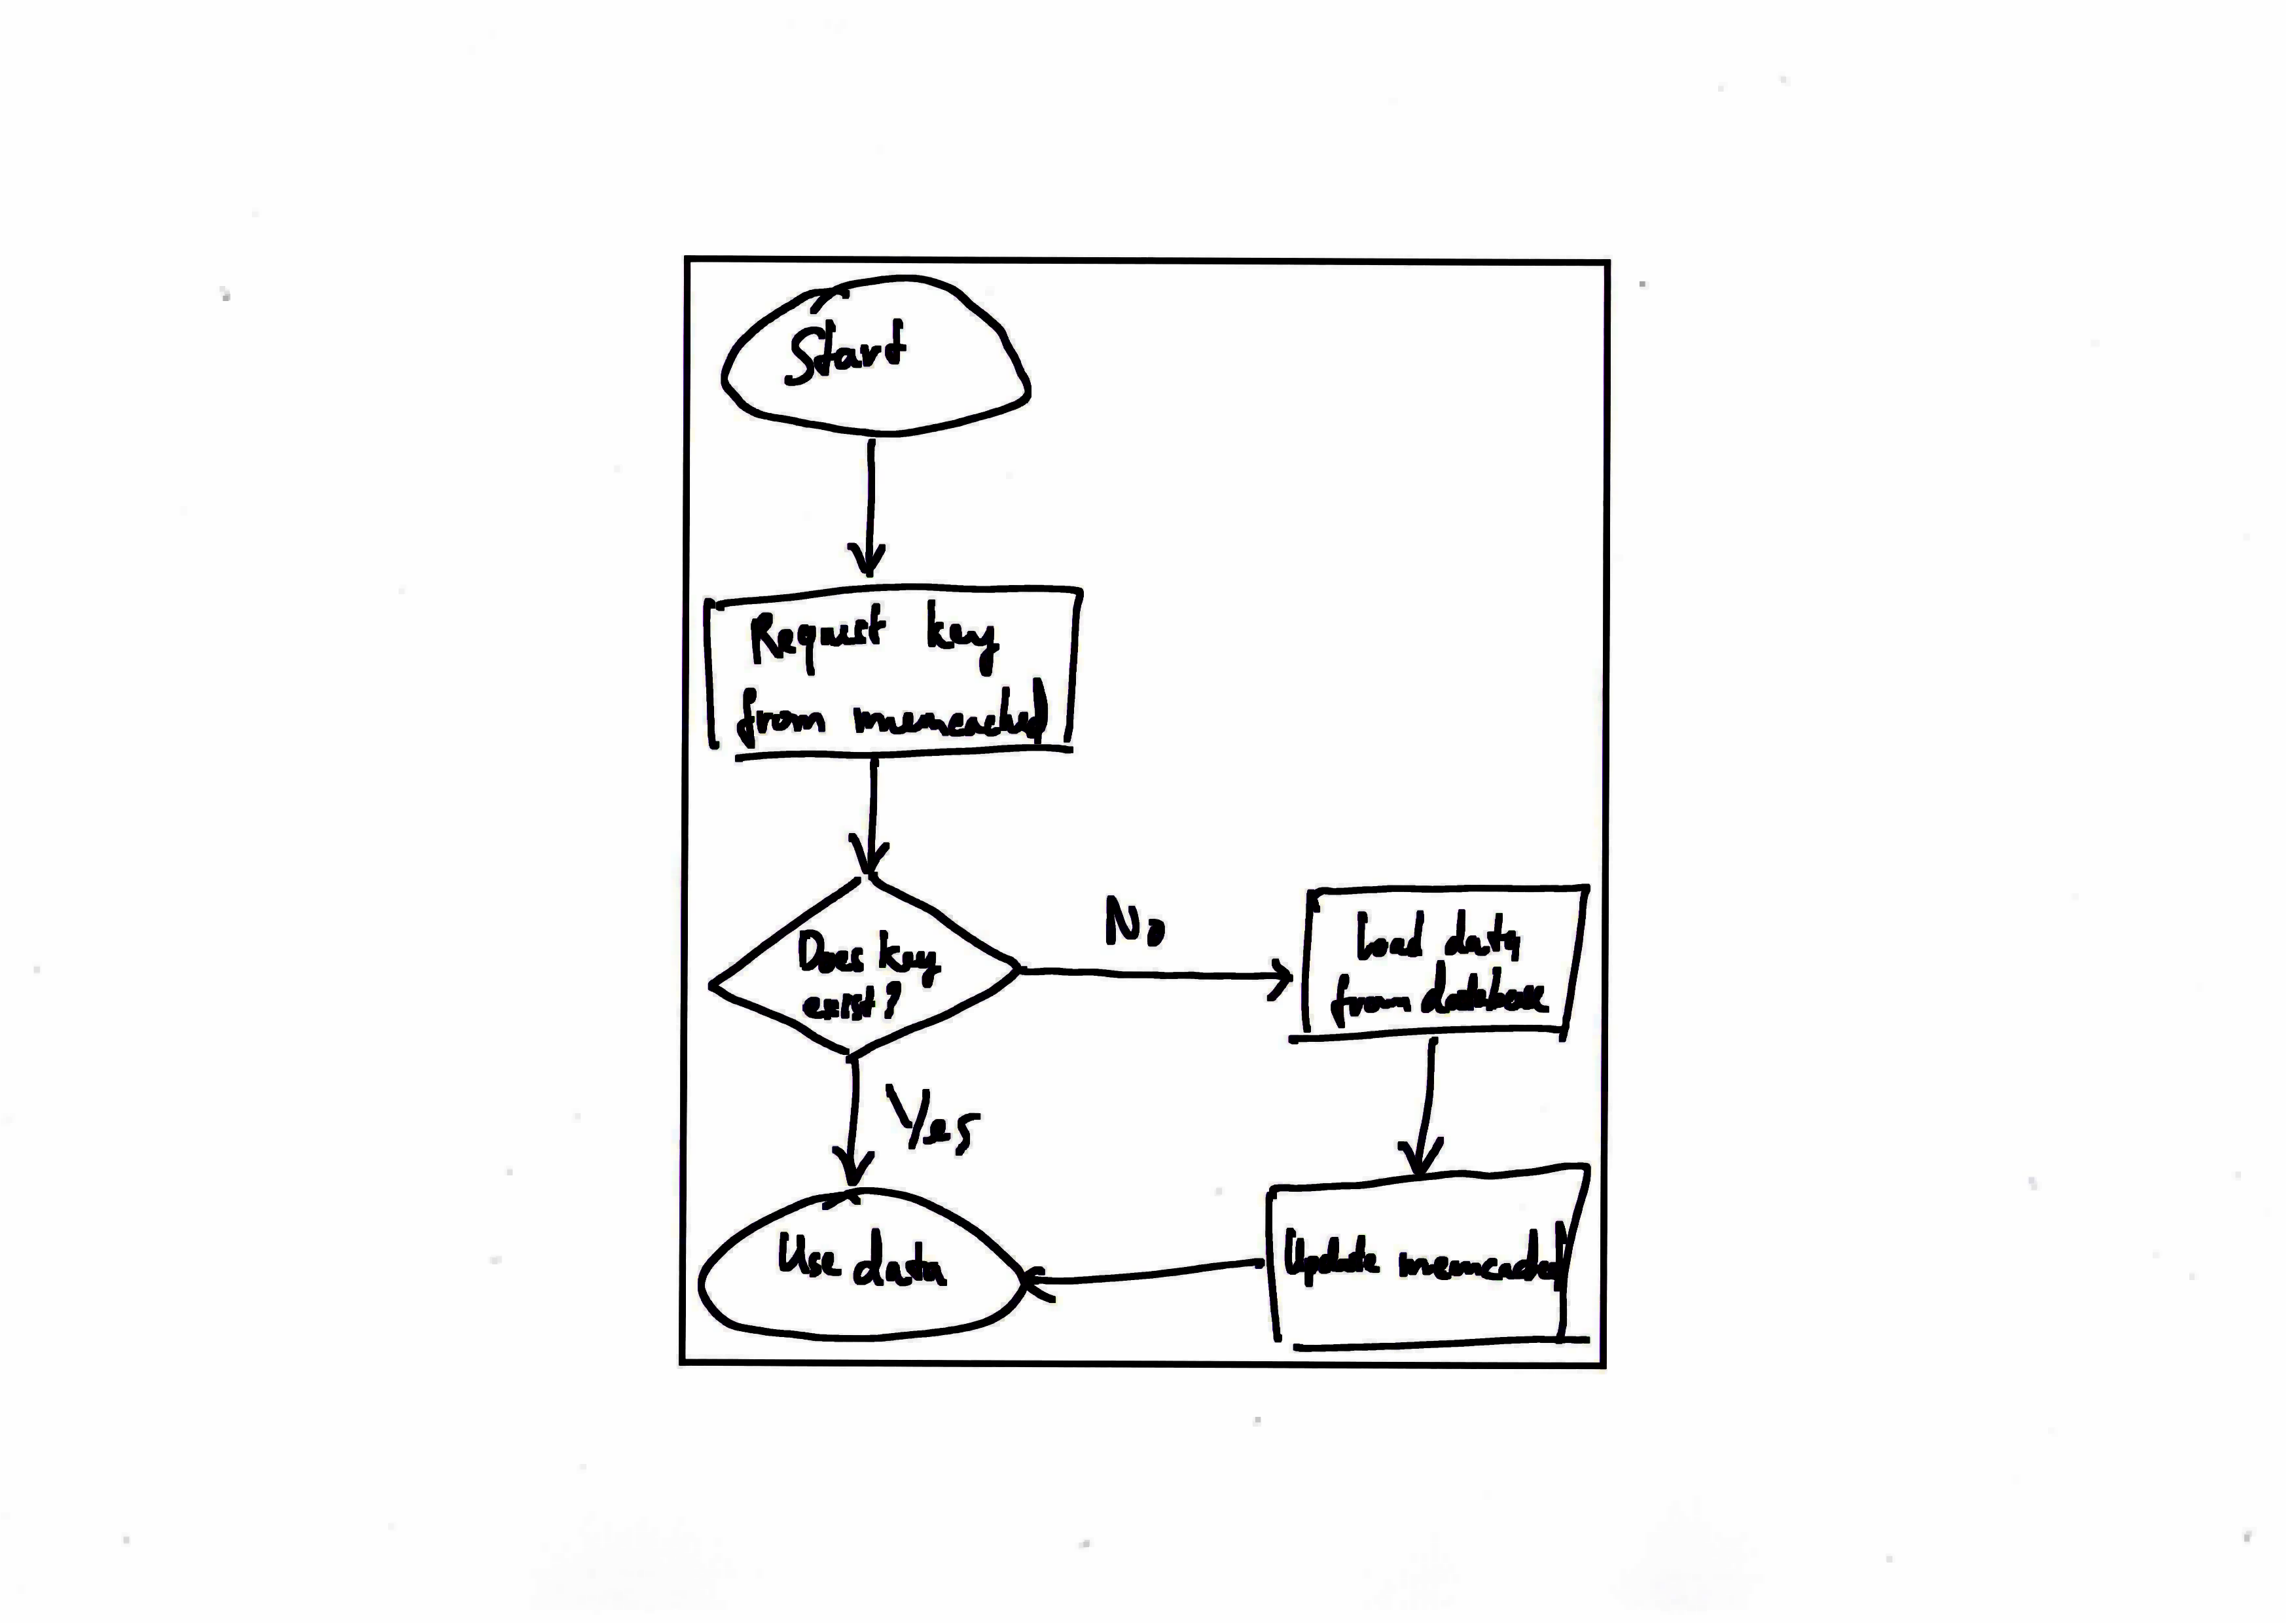 Start
Request key
from memcached
Does key
exist?
No
Load data
from database
Yes
Use data
Update memcached